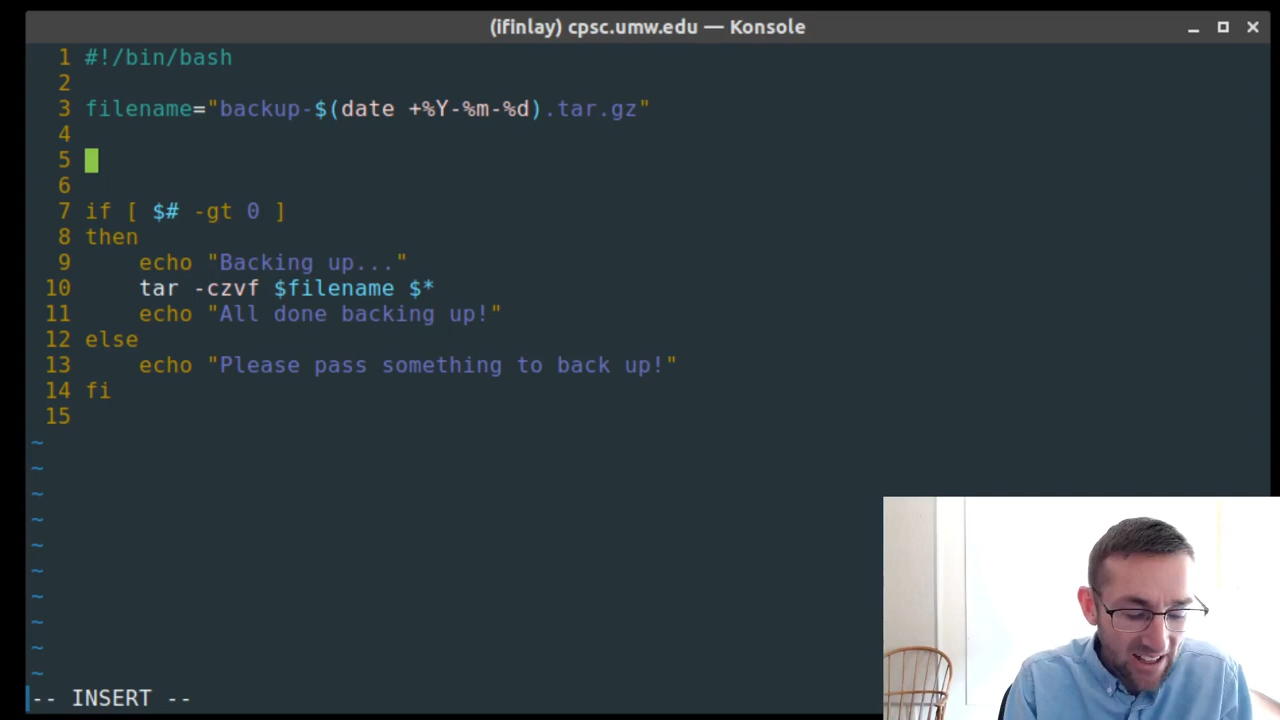 (ifinlay) cpsc.umw.edu — Konsole
1 #!/bin/bash
2
3 filename="backup-$(date +%Y-%m-%d).tar.gz"
4
5
6
7 if [ $# -gt 0 ]
8 then
9     echo "Backing up..."
10     tar -czvf $filename $*
11     echo "All done backing up!"
12 else
13     echo "Please pass something to back up!"
14 fi
15
~
~
~
~
~
~
~
~
~
~
-- INSERT --